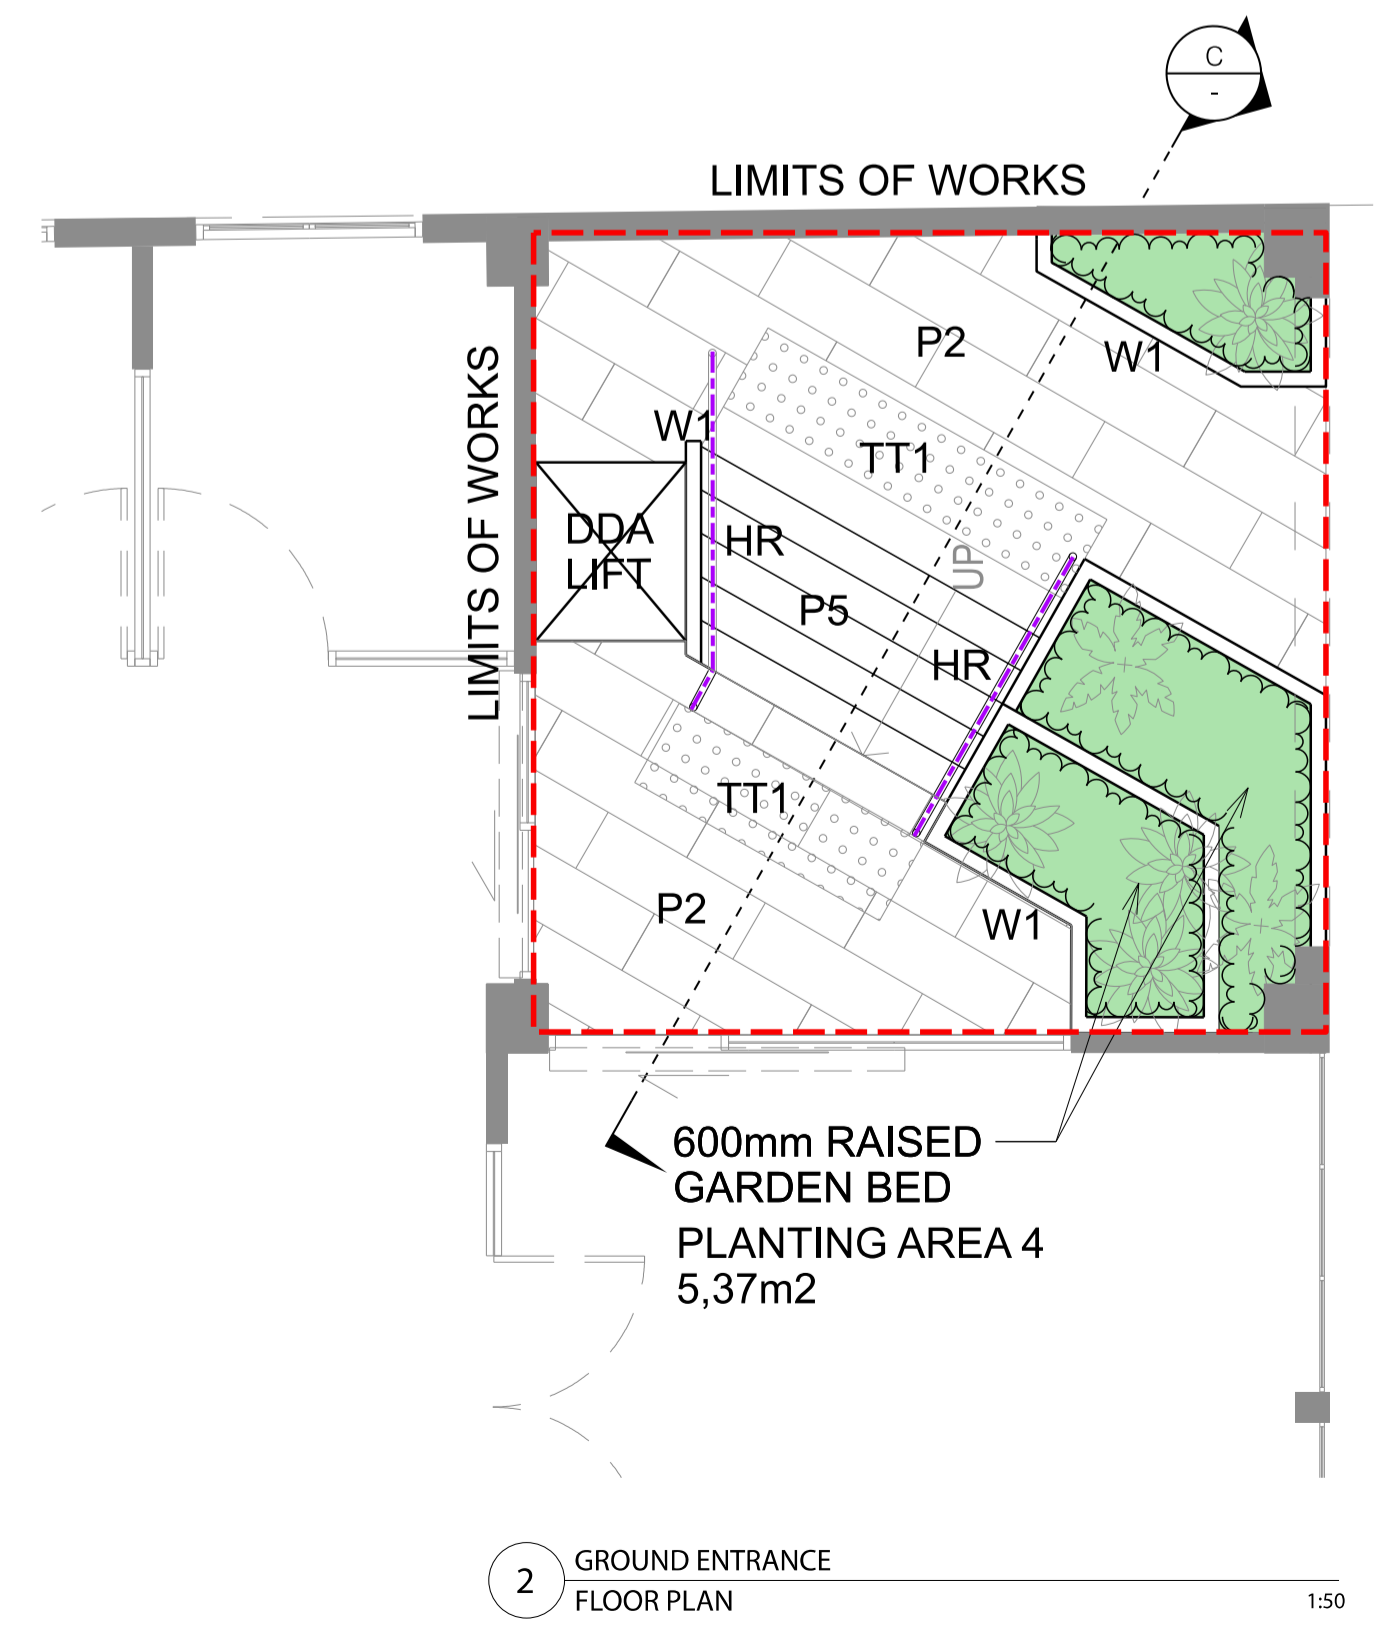 C
-
LIMITS OF WORKS
P2
W1
LIMITS OF WORKS
W1
TT1
DDA
LIFT
HR
UP
P5
HR
TT1
P2
W1
600mm RAISED
GARDEN BED
PLANTING AREA 4
5,37m2
2
GROUND ENTRANCE
FLOOR PLAN
1:50